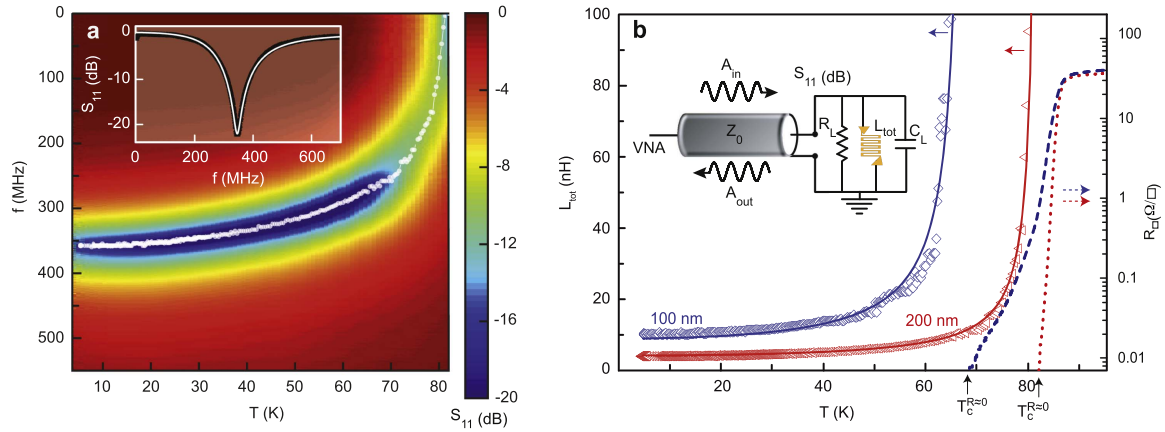 a
0
100
200
300
400
500
f (MHz)
10
20
30
40
50
60
70
80
T (K)
0
-10
-20
S11 (dB)
0
200
400
600
f (MHz)
0
-4
-8
-12
-16
-20
S11 (dB)
b
100
80
60
40
20
0
Ltot (nH)
20
40
60
80
T (K)
100
10
1
0.1
0.01
R□(Ω/□)
Ain
S11 (dB)
VNA
Z0
RL
Ltot
CL
Aout
100 nm
200 nm
TcR≈0
TcR≈0